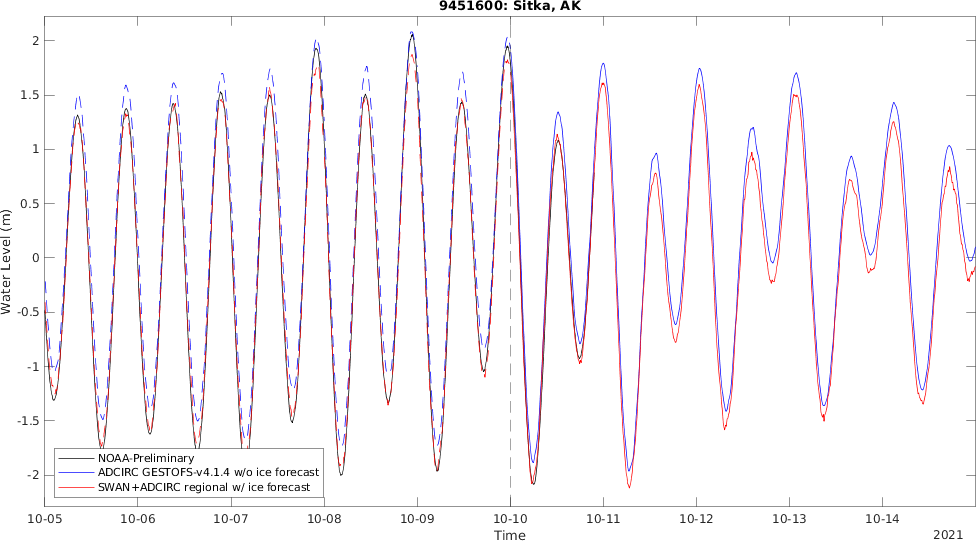 9451600: Sitka, AK
Water Level (m)
2
1.5
1
0.5
0
-0.5
-1
-1.5
-2
NOAA-Preliminary
ADCIRC GESTOFS-v4.1.4 w/o ice forecast
SWAN+ADCIRC regional w/ ice forecast
10-05 10-06 10-07 10-08 10-09 10-10 10-11 10-12 10-13 10-14
Time
2021